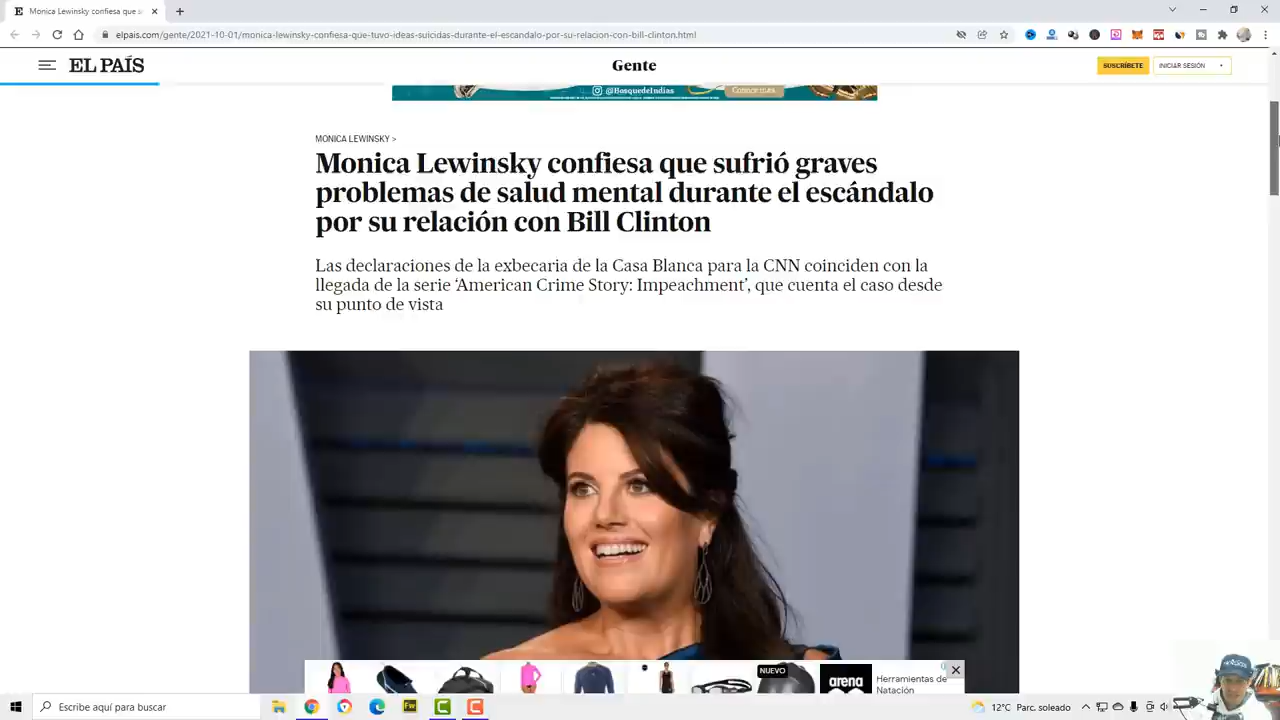 Monica Lewinsky confiesa que s
elpais.com/gente/2021-10-01/monica-lewinsky-confiesa-que-tuvo-ideas-suicidas-durante-el-escandalo-por-su-relacion-con-bill-clinton.html
EL PAÍS
Gente
SUSCRÍBETE
INICIAR SESIÓN
@BosquedeIndias
Conoce más
MONICA LEWINSKY >
Monica Lewinsky confiesa que sufrió graves
problemas de salud mental durante el escándalo
por su relación con Bill Clinton
Las declaraciones de la exbecaria de la Casa Blanca para la CNN coinciden con la
llegada de la serie ‘American Crime Story: Impeachment’, que cuenta el caso desde
su punto de vista
NUEVO
arena
Herramientas de
Natación
Escribe aquí para buscar
Fw
12°C Parc. soleado